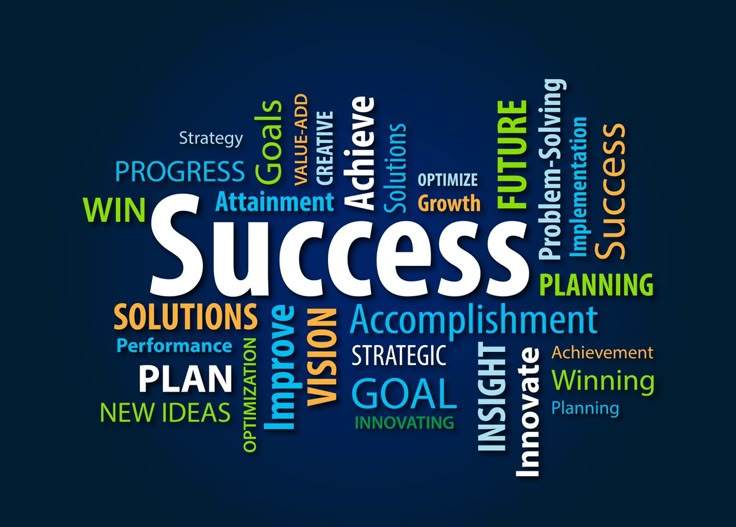 Strategy
PROGRESS
WIN
Goals
VALUE-ADD
CREATIVE
Achieve
Solutions
OPTIMIZE
Attainment
Growth
FUTURE
Problem-Solving
Implementation
Success
Success
PLANNING
SOLUTIONS
Performance
PLAN
NEW IDEAS
OPTIMIZATION
Improve
VISION
Accomplishment
STRATEGIC
GOAL
INNOVATING
INSIGHT
Innovate
Achievement
Winning
Planning